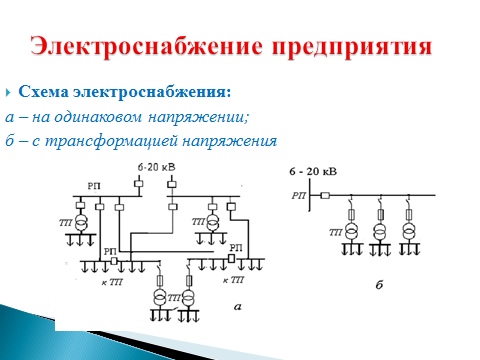 Электроснабжение предприятия
Схема электроснабжения:
а – на одинаковом напряжении;
б – с трансформацией напряжения
6-20 кВ
6 - 20 кВ
РП
РП
ТП
ТП
РП
РП
ТП
к ТП
к ТП
ТП
ТП
а
б